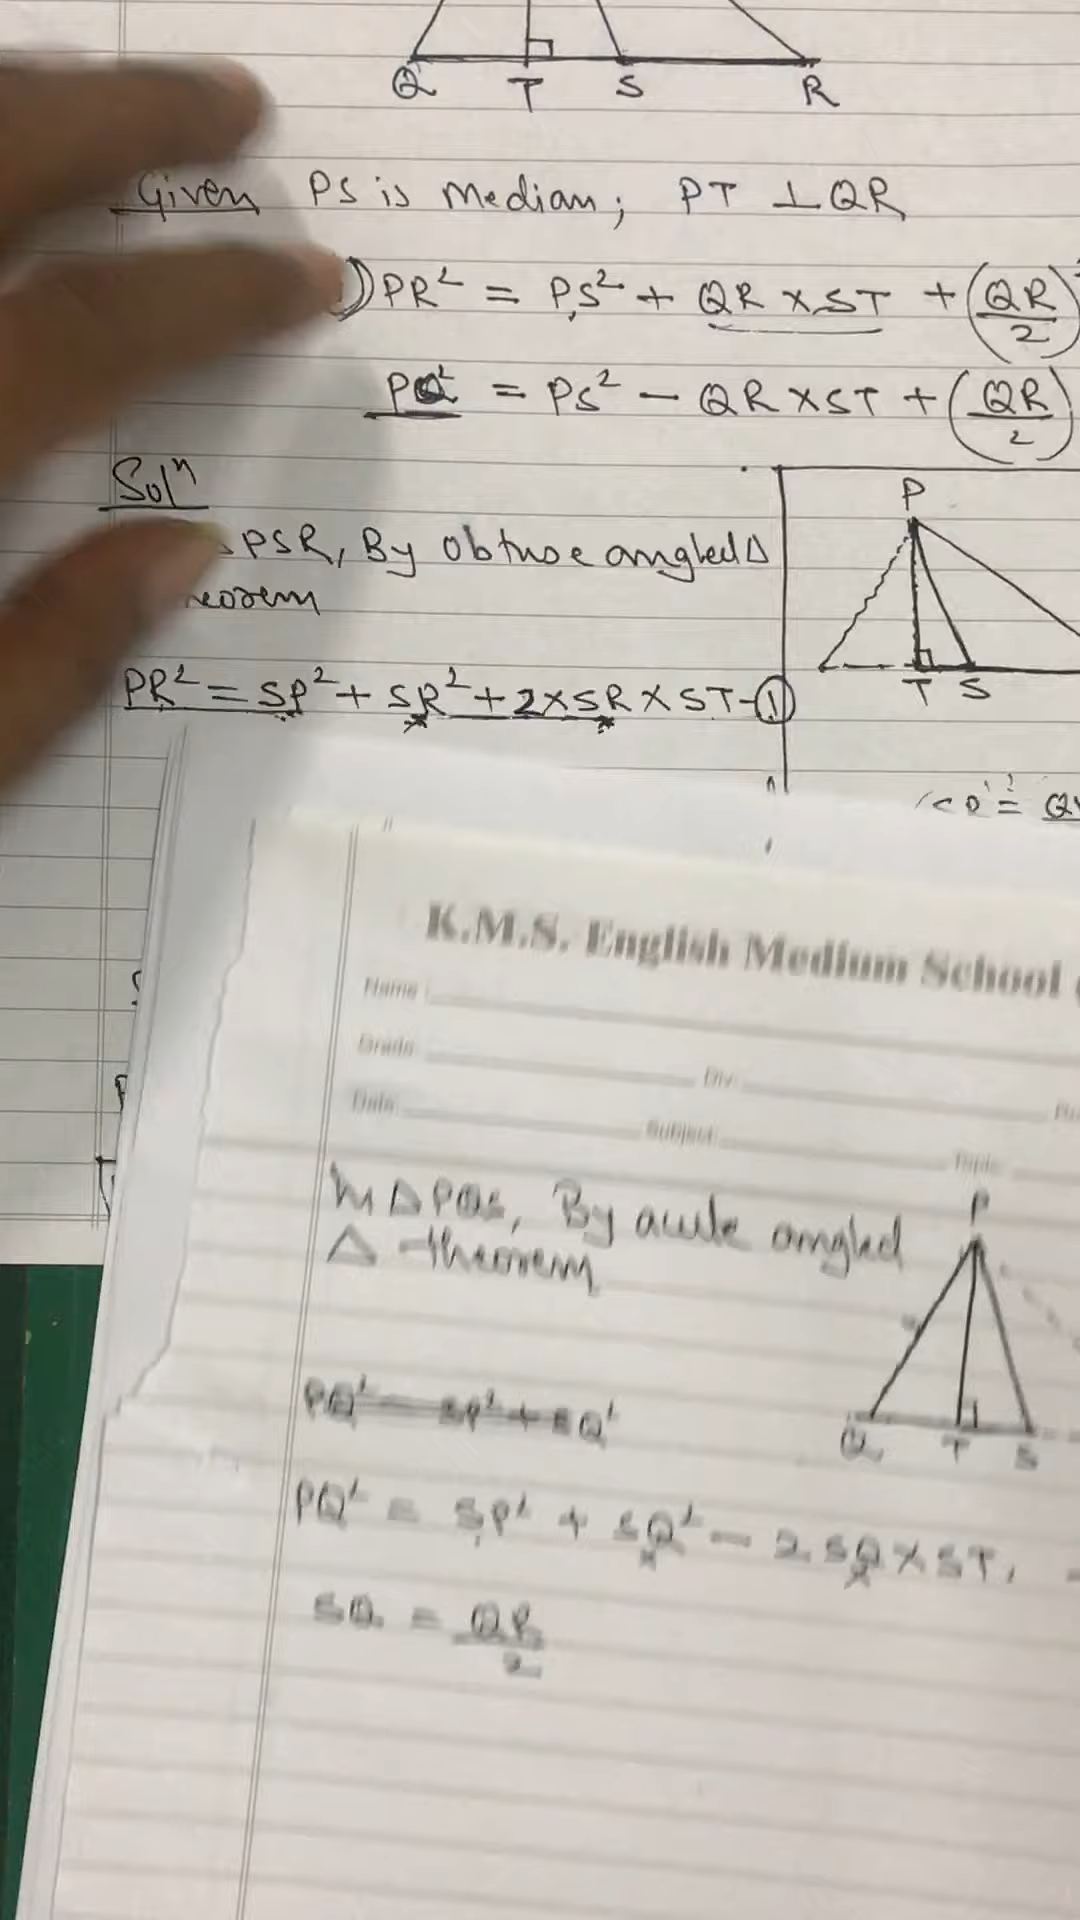 Q T S R
Given PS is Median; PT ⊥ QR
) PR² = PS² + QR × ST + (QR/2)
PQ² = PS² − QR × ST + (QR/2)
Solⁿ
P
PSR, By obtuse angled Δ
eorem
T S
PR² = SP² + SR² + 2×SR×ST-①
K.M.S. English Medium School
Name :
Grade
Div
Date
Subject
Topic
P
In Δ PQS, By acute angled
Δ theorem
PQ² = SP² + SQ²
Q T S
PQ² = SP² + SQ² − 2 SQ × ST,
SQ = QR/2